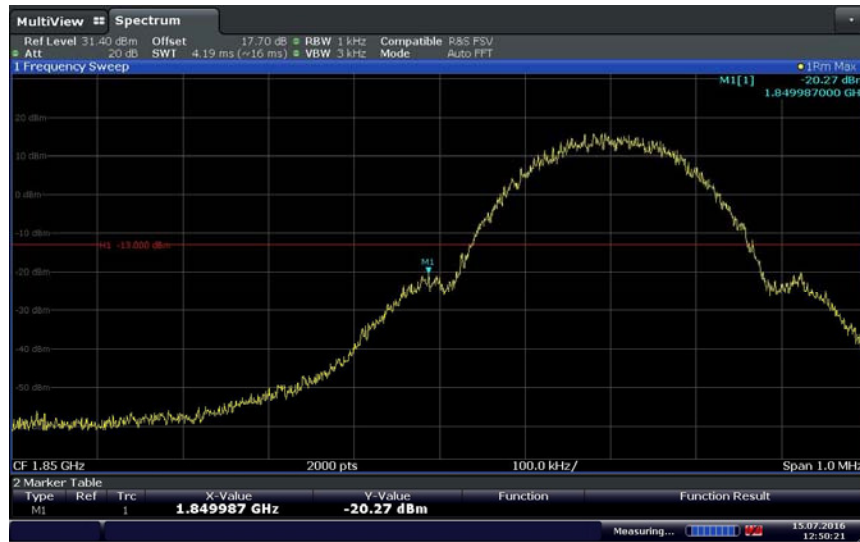 MultiView Spectrum
Ref Level 31.40 dBm Offset 17.70 dB RBW 1 kHz Compatible R&S FSV
Att 20 dB SWT 4.19 ms (~16 ms) VBW 3 kHz Mode Auto FFT
1 Frequency Sweep 1Rm Max
M1[1] -20.27 dBm
1.849987000 GH
20 dBm
10 dBm
0 dBm
-10 dBm
H1 -13.000 dBm
M1
-20 dBm
-30 dBm
-40 dBm
-50 dBm
CF 1.85 GHz 2000 pts 100.0 kHz/ Span 1.0 MHz
2 Marker Table
Type Ref Trc X-Value Y-Value Function Function Result
M1 1 1.849987 GHz -20.27 dBm
Measuring... 15.07.2016
12:50:21